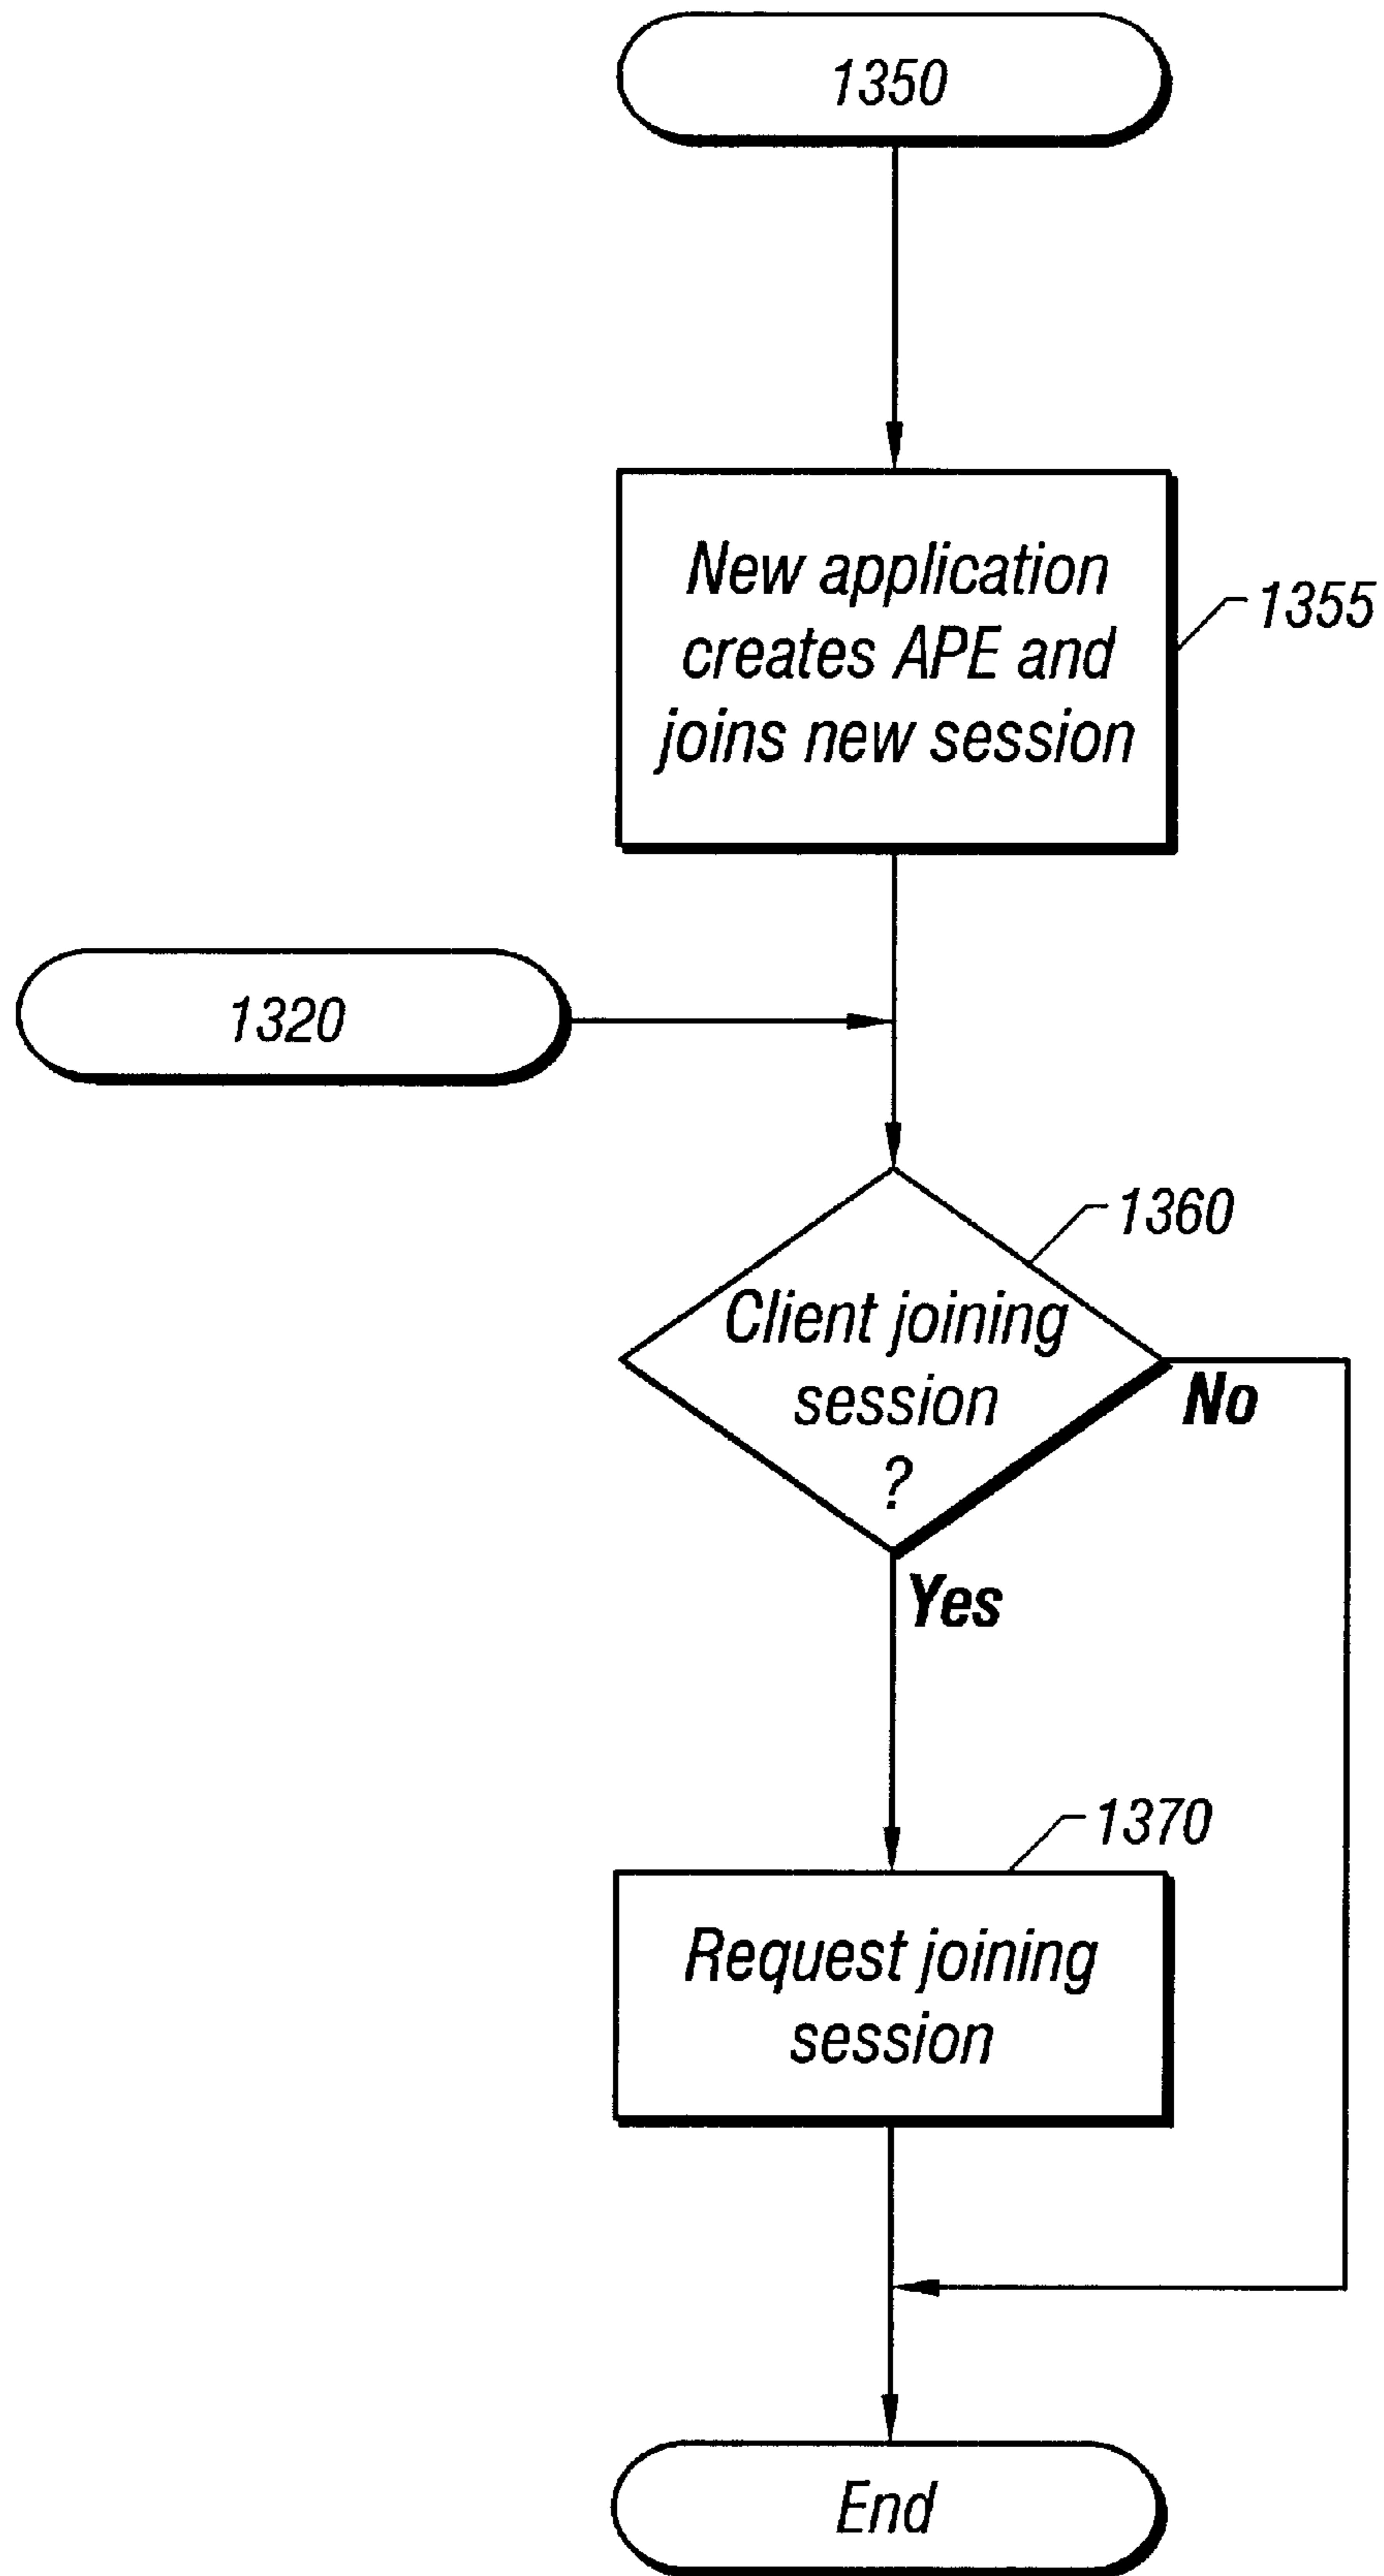 1350
New application
creates APE and
joins new session
1355
1320
1360
Client joining
session
?
No
Yes
1370
Request joining
session
End